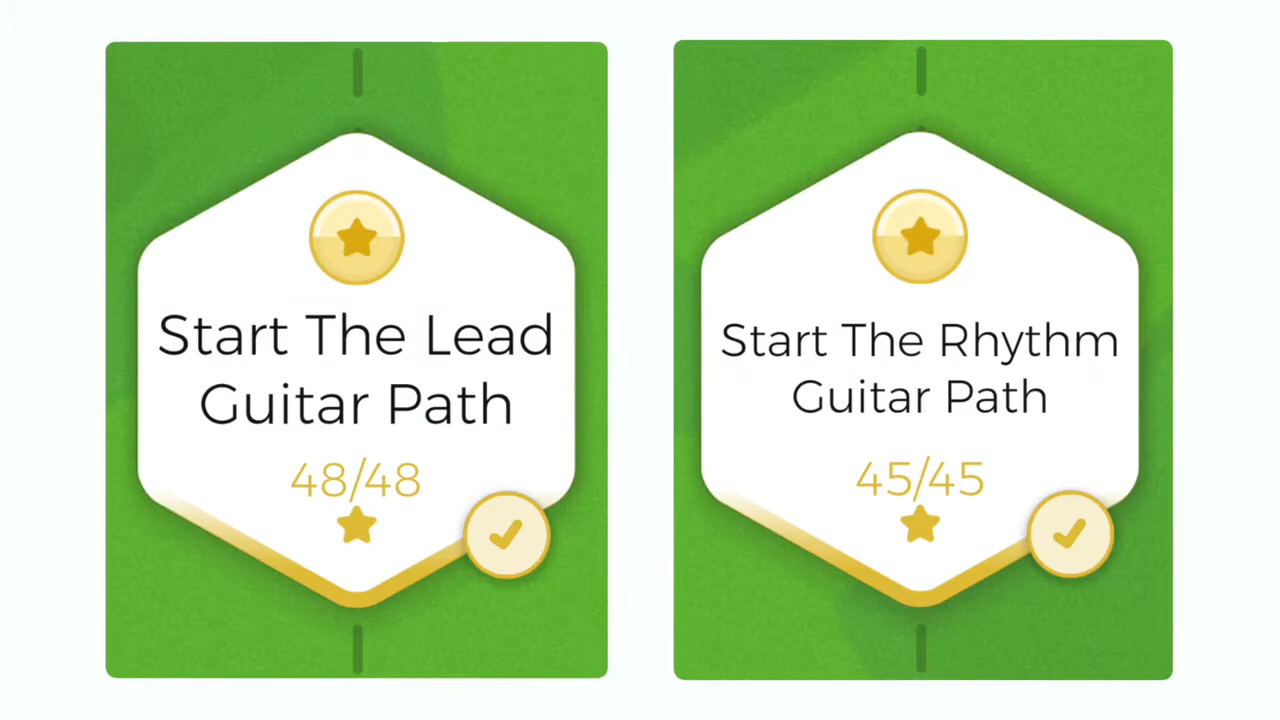 Start The Lead
Guitar Path
48/48
Start The Rhythm
Guitar Path
45/45